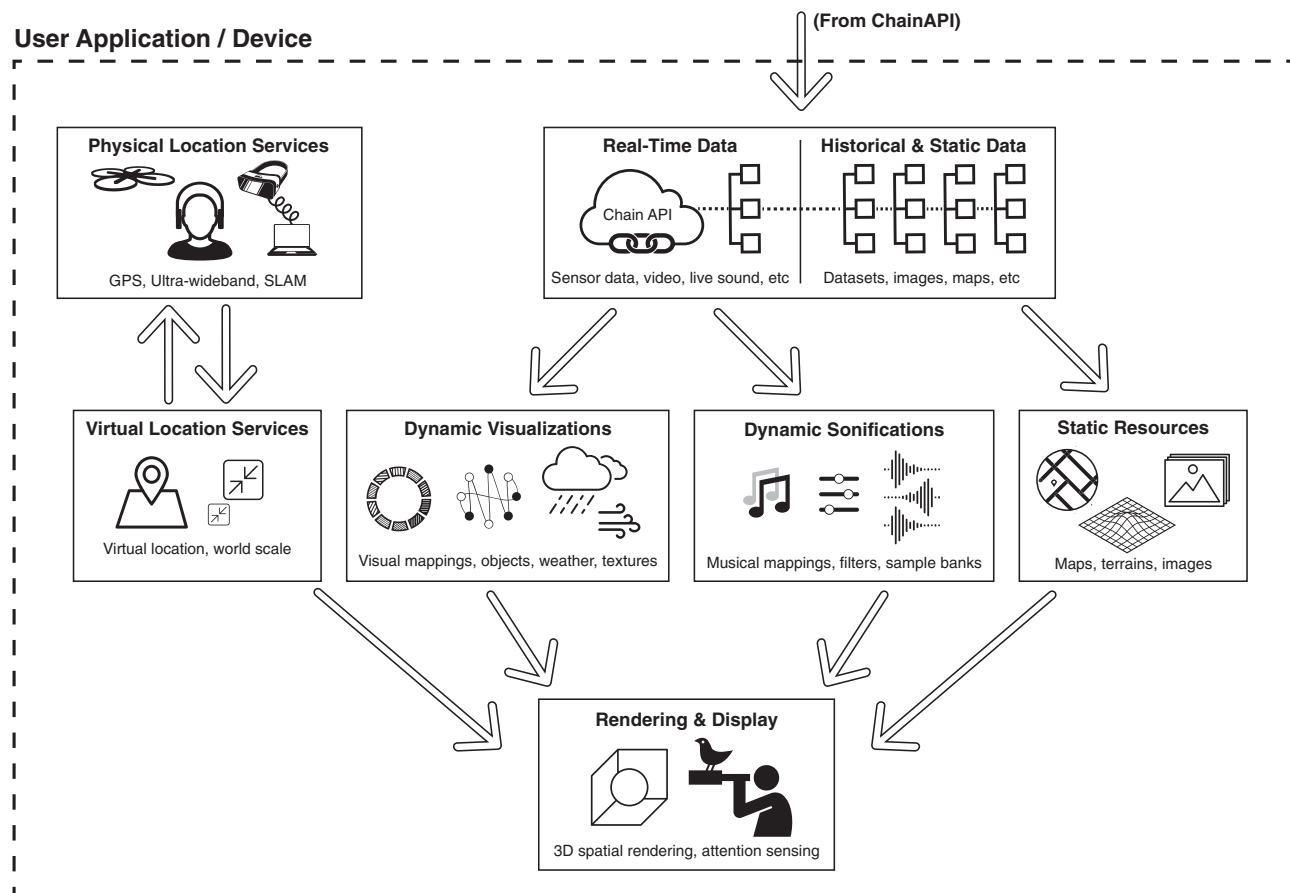 (From ChainAPI)
User Application / Device
Physical Location Services
GPS, Ultra-wideband, SLAM
Real-Time Data
Chain API
Sensor data, video, live sound, etc
Historical & Static Data
Datasets, images, maps, etc
Virtual Location Services
Virtual location, world scale
Dynamic Visualizations
Visual mappings, objects, weather, textures
Dynamic Sonifications
Musical mappings, filters, sample banks
Static Resources
Maps, terrains, images
Rendering & Display
3D spatial rendering, attention sensing